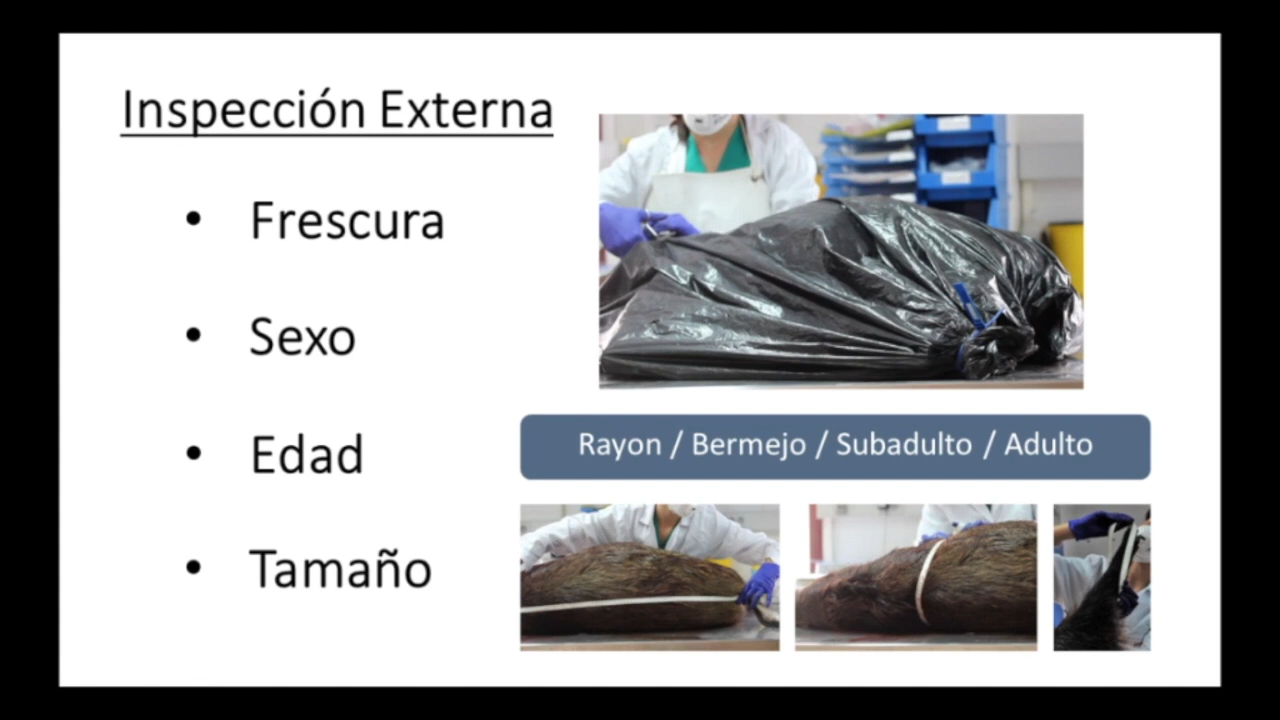 Inspección Externa
• Frescura
• Sexo
• Edad
• Tamaño
Rayon / Bermejo / Subadulto / Adulto